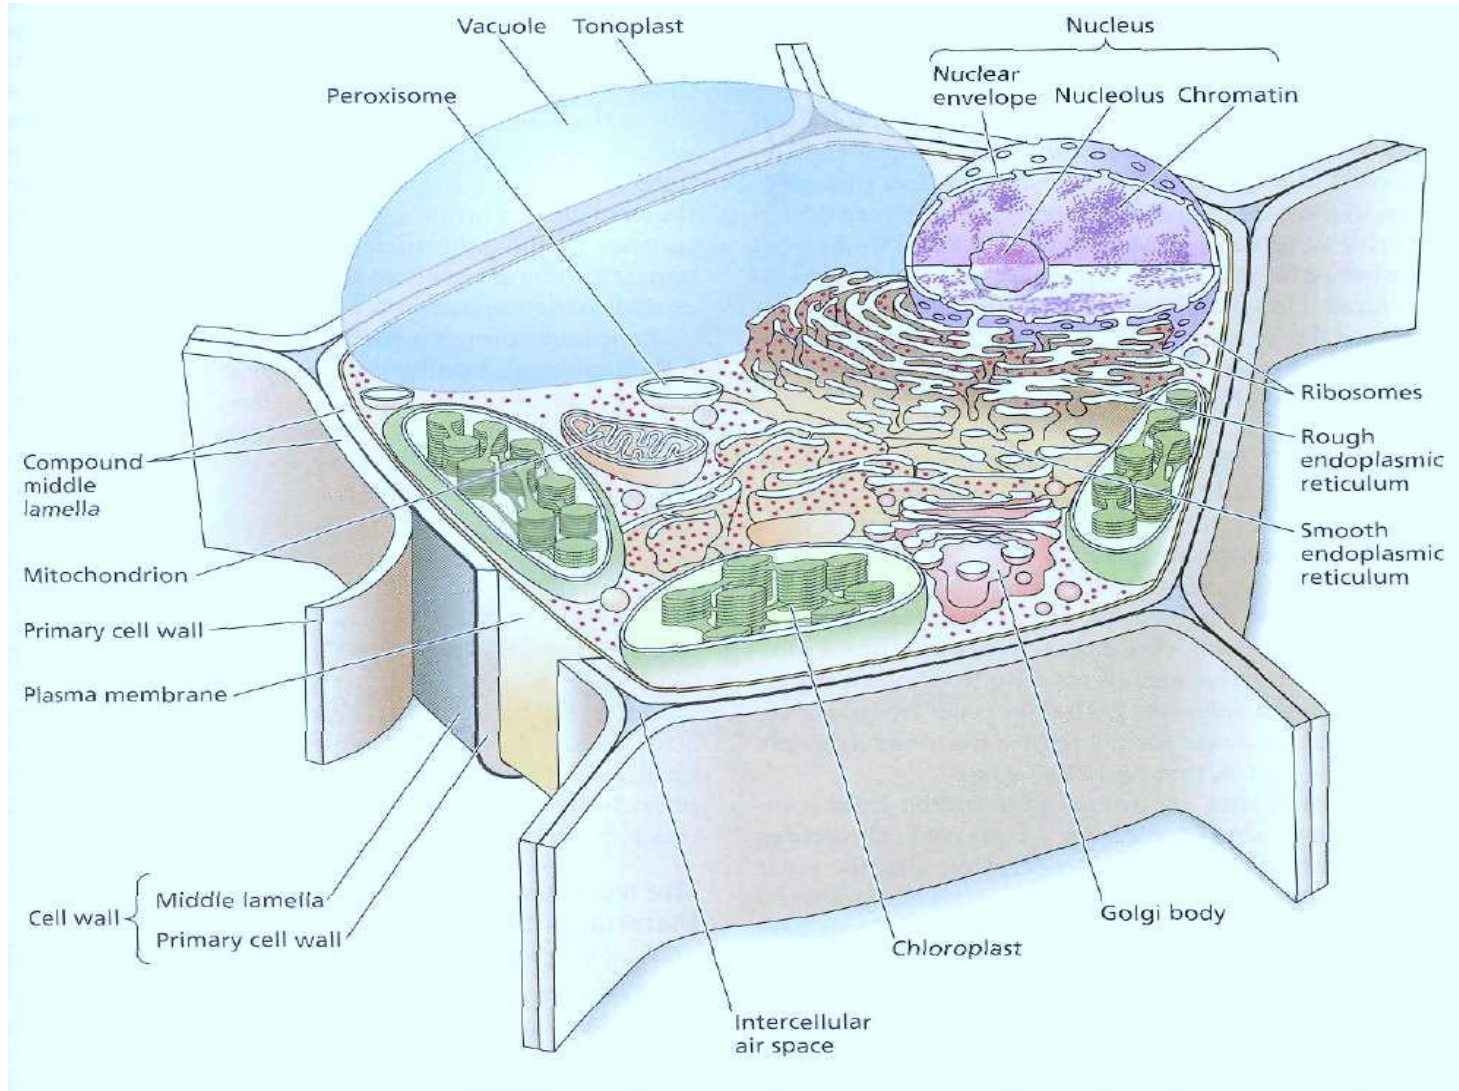 Vacuole Tonoplast
Nucleus
Peroxisome
Nuclear
envelope Nucleolus Chromatin
Ribosomes
Rough
endoplasmic
reticulum
Smooth
endoplasmic
reticulum
Compound
middle
lamella
Mitochondrion
Primary cell wall
Plasma membrane
Cell wall
Middle lamella
Primary cell wall
Golgi body
Chloroplast
Intercellular
air space